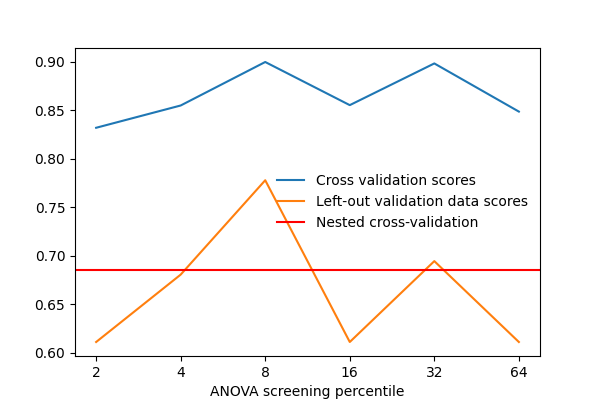 0.90
0.85
0.80
0.75
0.70
0.65
0.60
Cross validation scores
Left-out validation data scores
Nested cross-validation
2 4 8 16 32 64
ANOVA screening percentile